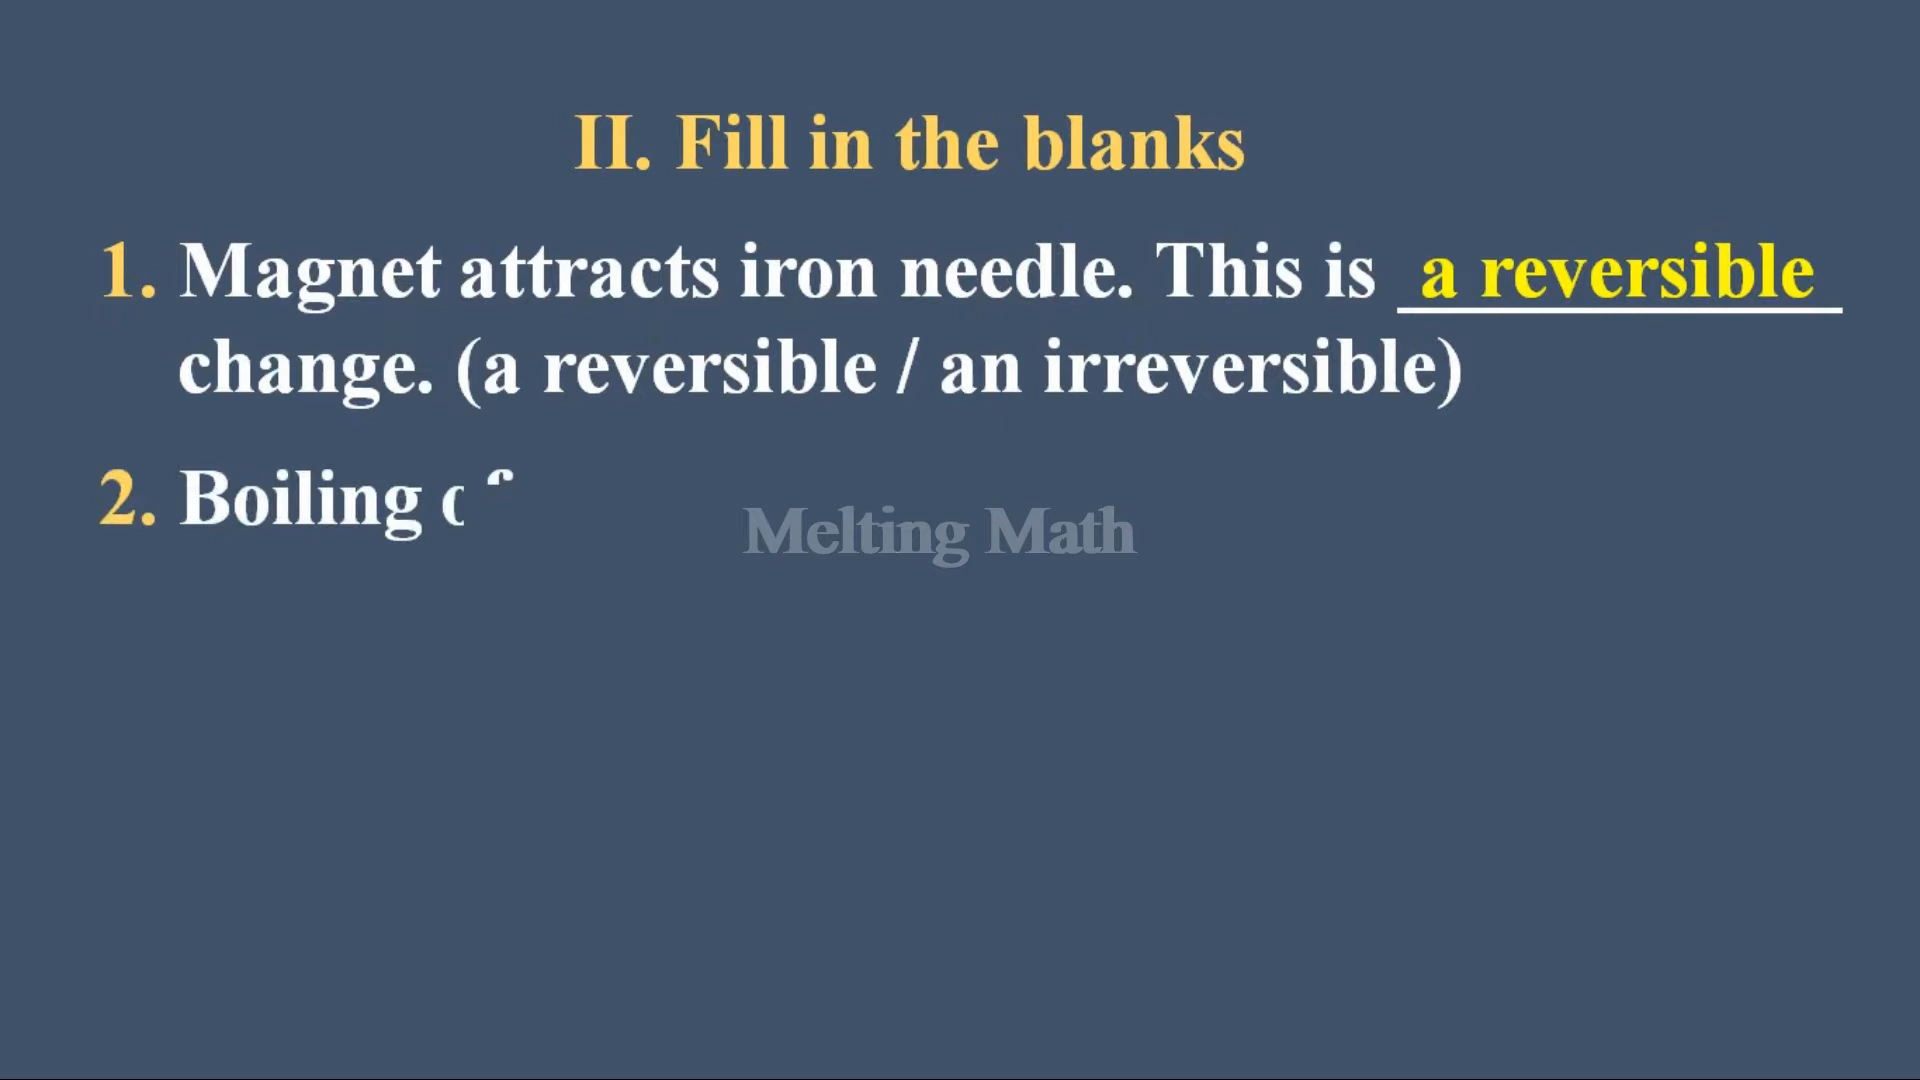 II. Fill in the blanks
1. Magnet attracts iron needle. This is a reversible
change. (a reversible / an irreversible)
2. Boiling
Melting Math